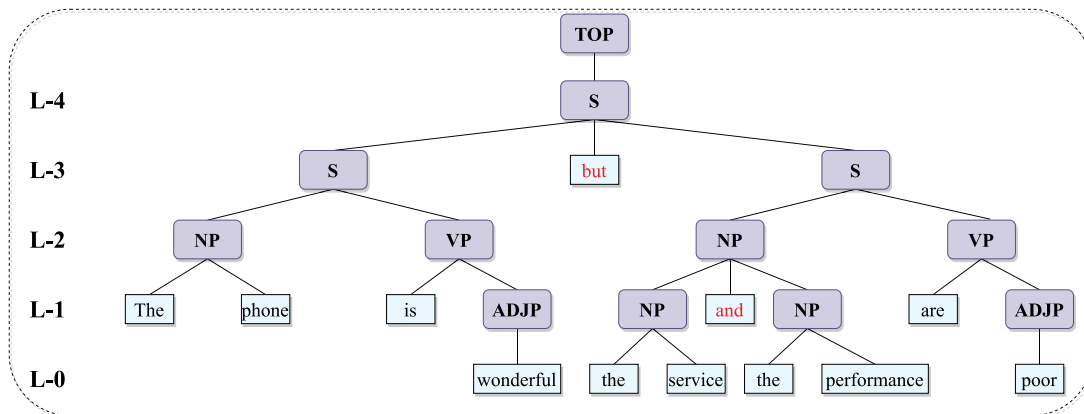 TOP
L-4 S
L-3 S but S
L-2 NP VP NP VP
L-1 The phone is ADJP NP and NP are ADJP
L-0 wonderful the service the performance poor